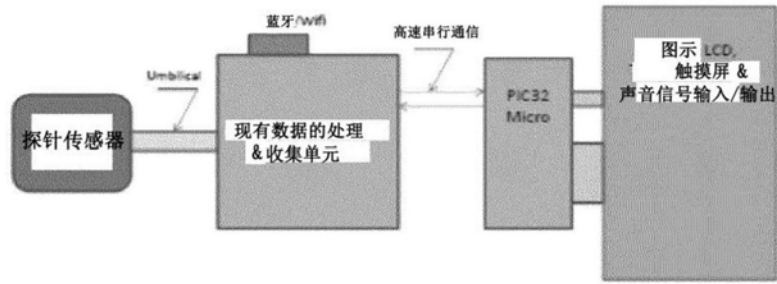 蓝牙/Wifi
高速串行通信
Umbilical
探针传感器
现有数据的处理
&收集单元
PIC32
Micro
图示 LCD,
触摸屏 &
声音信号输入/输出